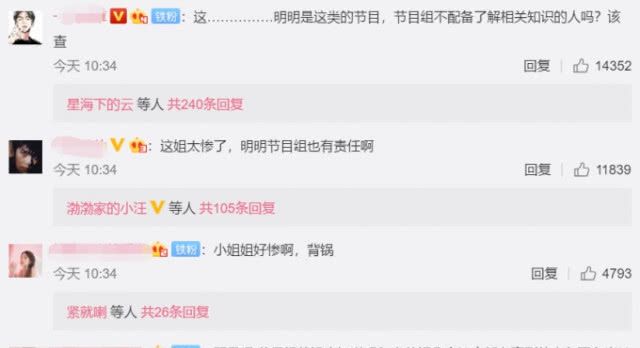 铁粉：这……………明明是这类的节目，节目组不配备了解相关知识的人吗？该
查
今天 10:34 回复 14352
星海下的云 等人 共240条回复
：这姐太惨了，明明节目组也有责任啊
今天 10:34 回复 11839
渤渤家的小汪 等人 共105条回复
铁粉：小姐姐好惨啊，背锅
今天 10:34 回复 4793
紧就喇 等人 共26条回复